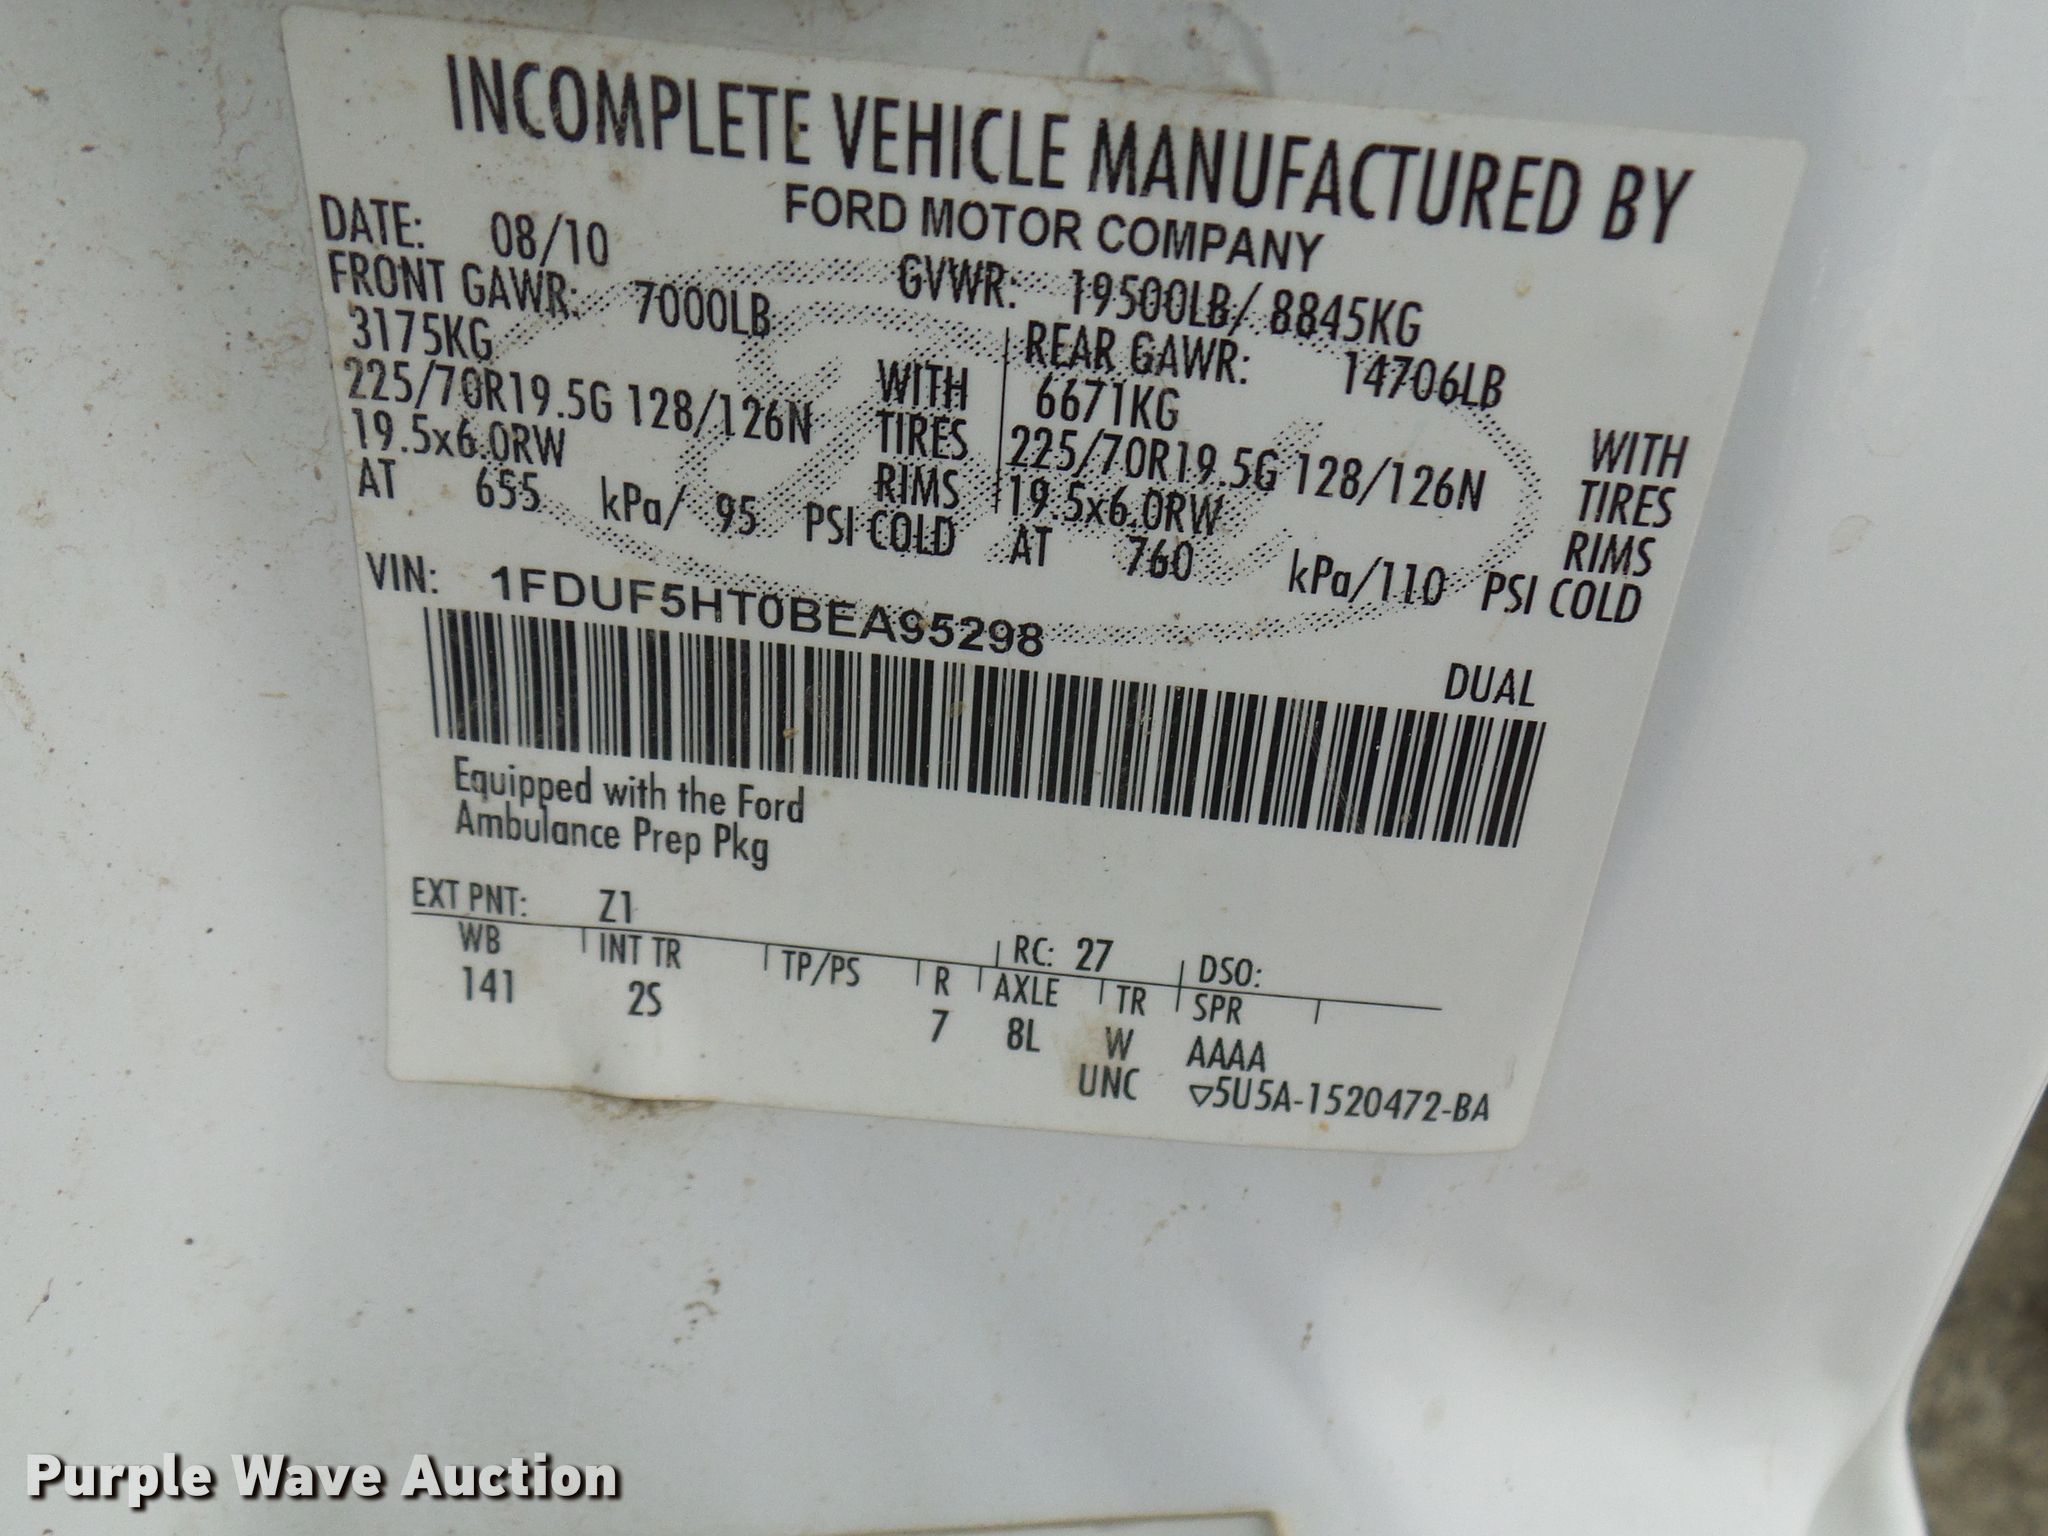 INCOMPLETE VEHICLE MANUFACTURED BY
FORD MOTOR COMPANY
DATE: 08/10
GVWR: 19500LB/ 8845KG
FRONT GAWR: 7000LB
3175KG WITH
225/70R19.5G 128/126N TIRES
19.5x6.0RW RIMS
AT 655 kPa/ 95 PSI COLD
REAR GAWR: 14706LB
6671KG WITH
225/70R19.5G 128/126N TIRES
19.5x6.0RW RIMS
AT 760 kPa/110 PSI COLD
VIN: 1FDUF5HT0BEA95298
DUAL
Equipped with the Ford
Ambulance Prep Pkg
EXT PNT: Z1 RC: 27 DSO:
WB INT TR TP/PS R AXLE TR SPR
141 2S 7 8L W AAAA
UNC ▽5U5A-1520472-BA
Purple Wave Auction